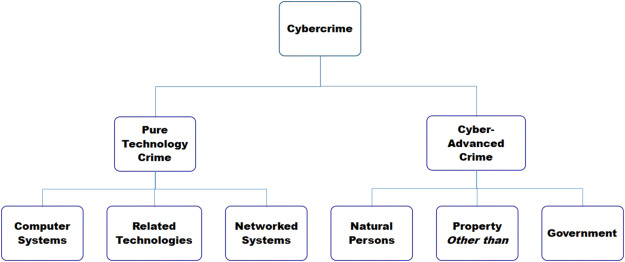 Cybercrime
Pure
Technology
Crime
Cyber-
Advanced
Crime
Computer
Systems
Related
Technologies
Networked
Systems
Natural
Persons
Property
Other than
Government